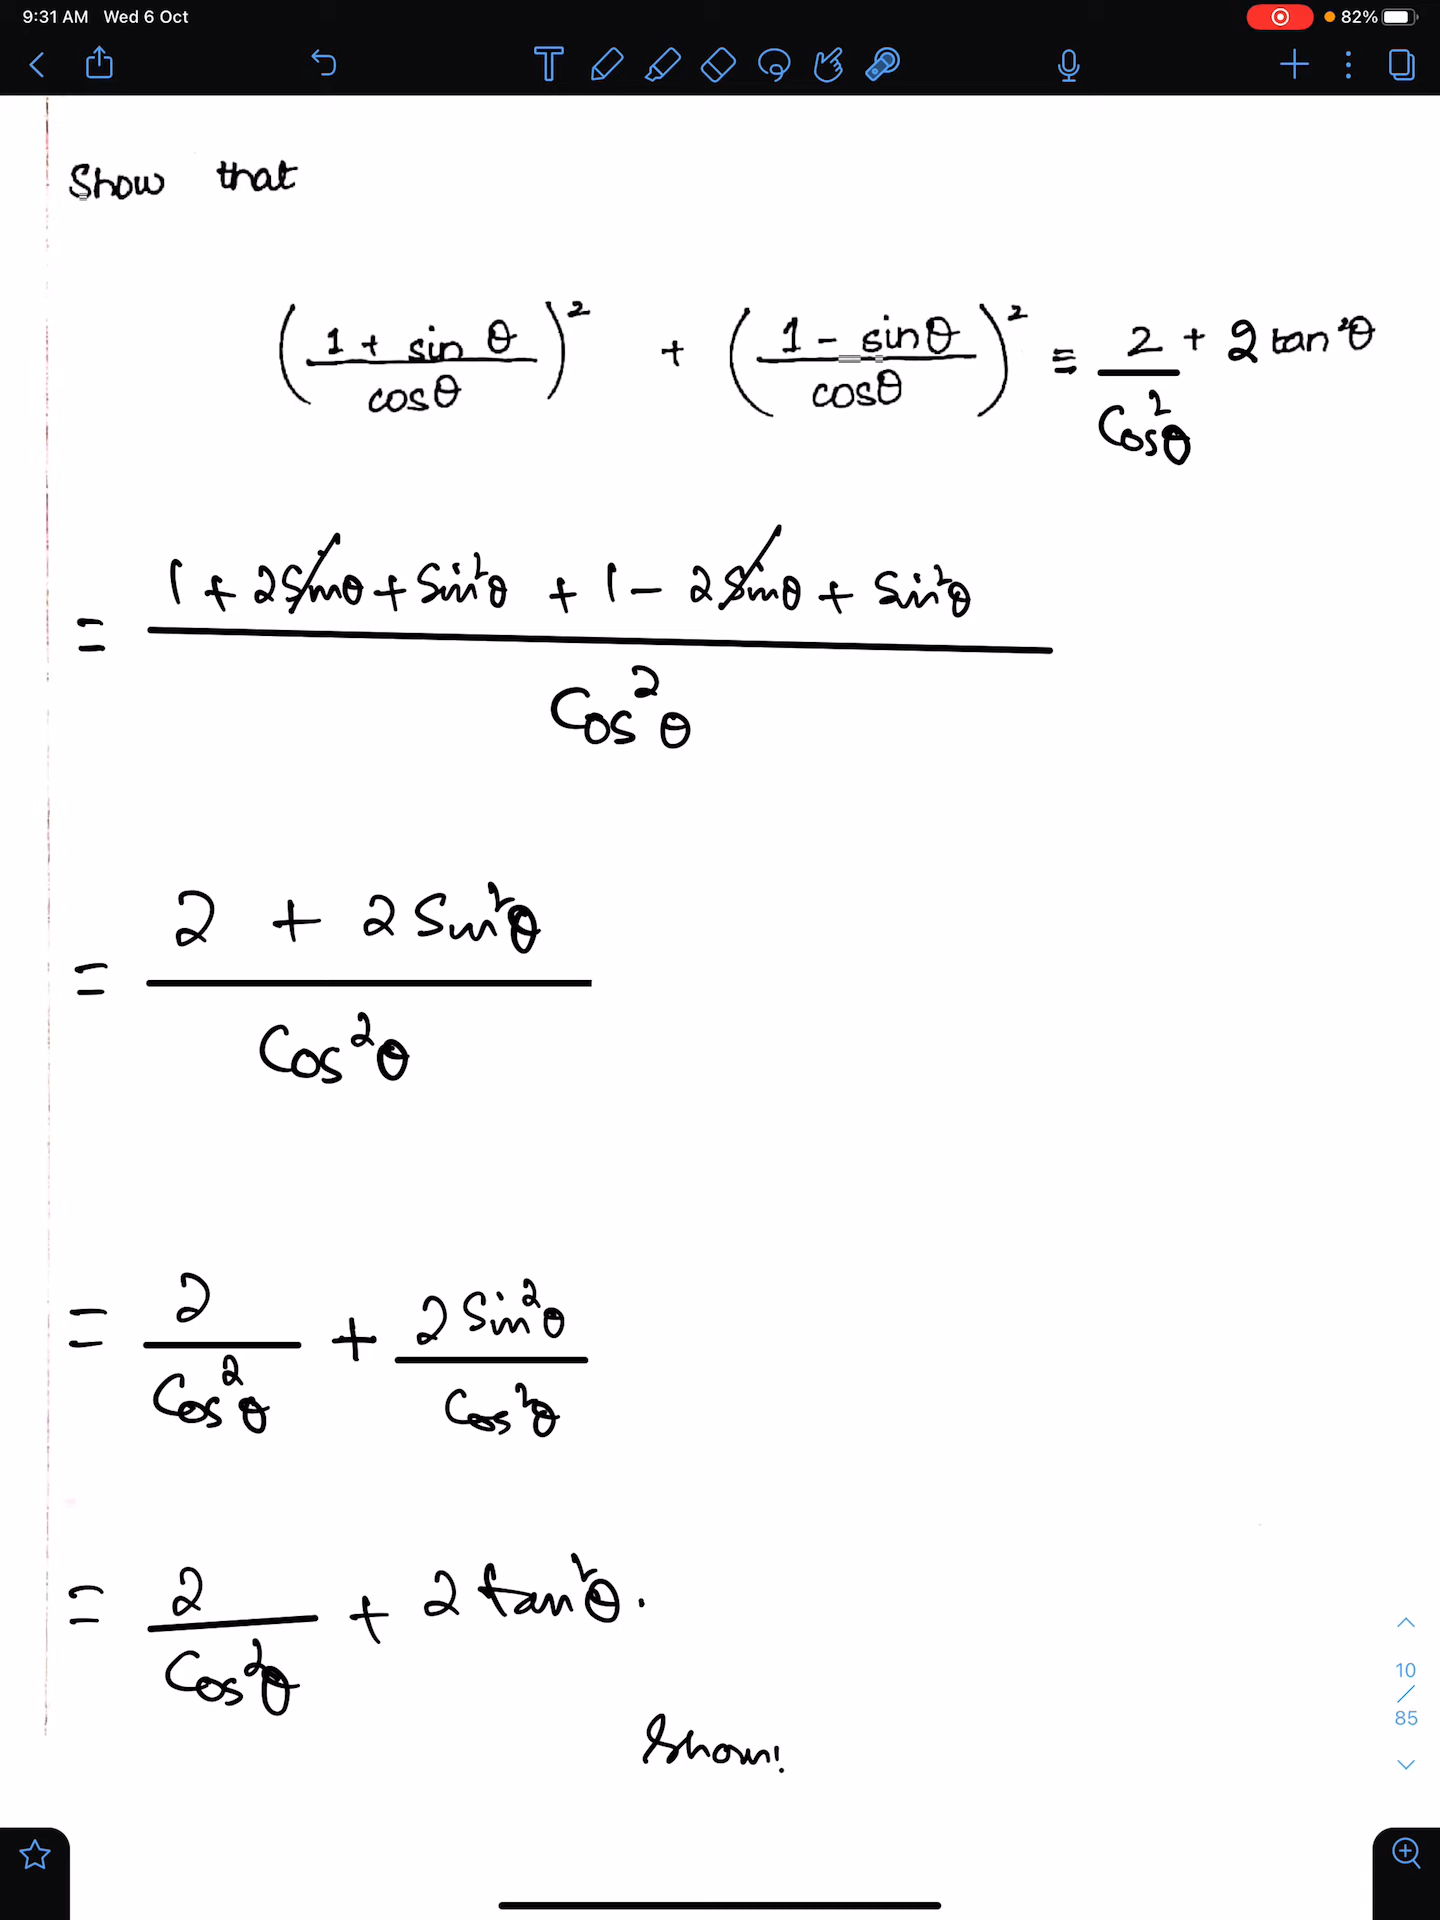 9:31 AM Wed 6 Oct 82%
T
Show that
((1 + sin θ)/cosθ)² + ((1 − sinθ)/cosθ)² ≡ 2/Cos²θ + 2 tan²θ
= (1 + 2Sinθ + Sin²θ + 1 − 2Sinθ + Sin²θ)/Cos²θ
= (2 + 2 Sin²θ)/Cos²θ
= 2/Cos²θ + 2 Sin²θ/Cos²θ
= 2/Cos²θ + 2 tan²θ.
Shown!
10
/
85